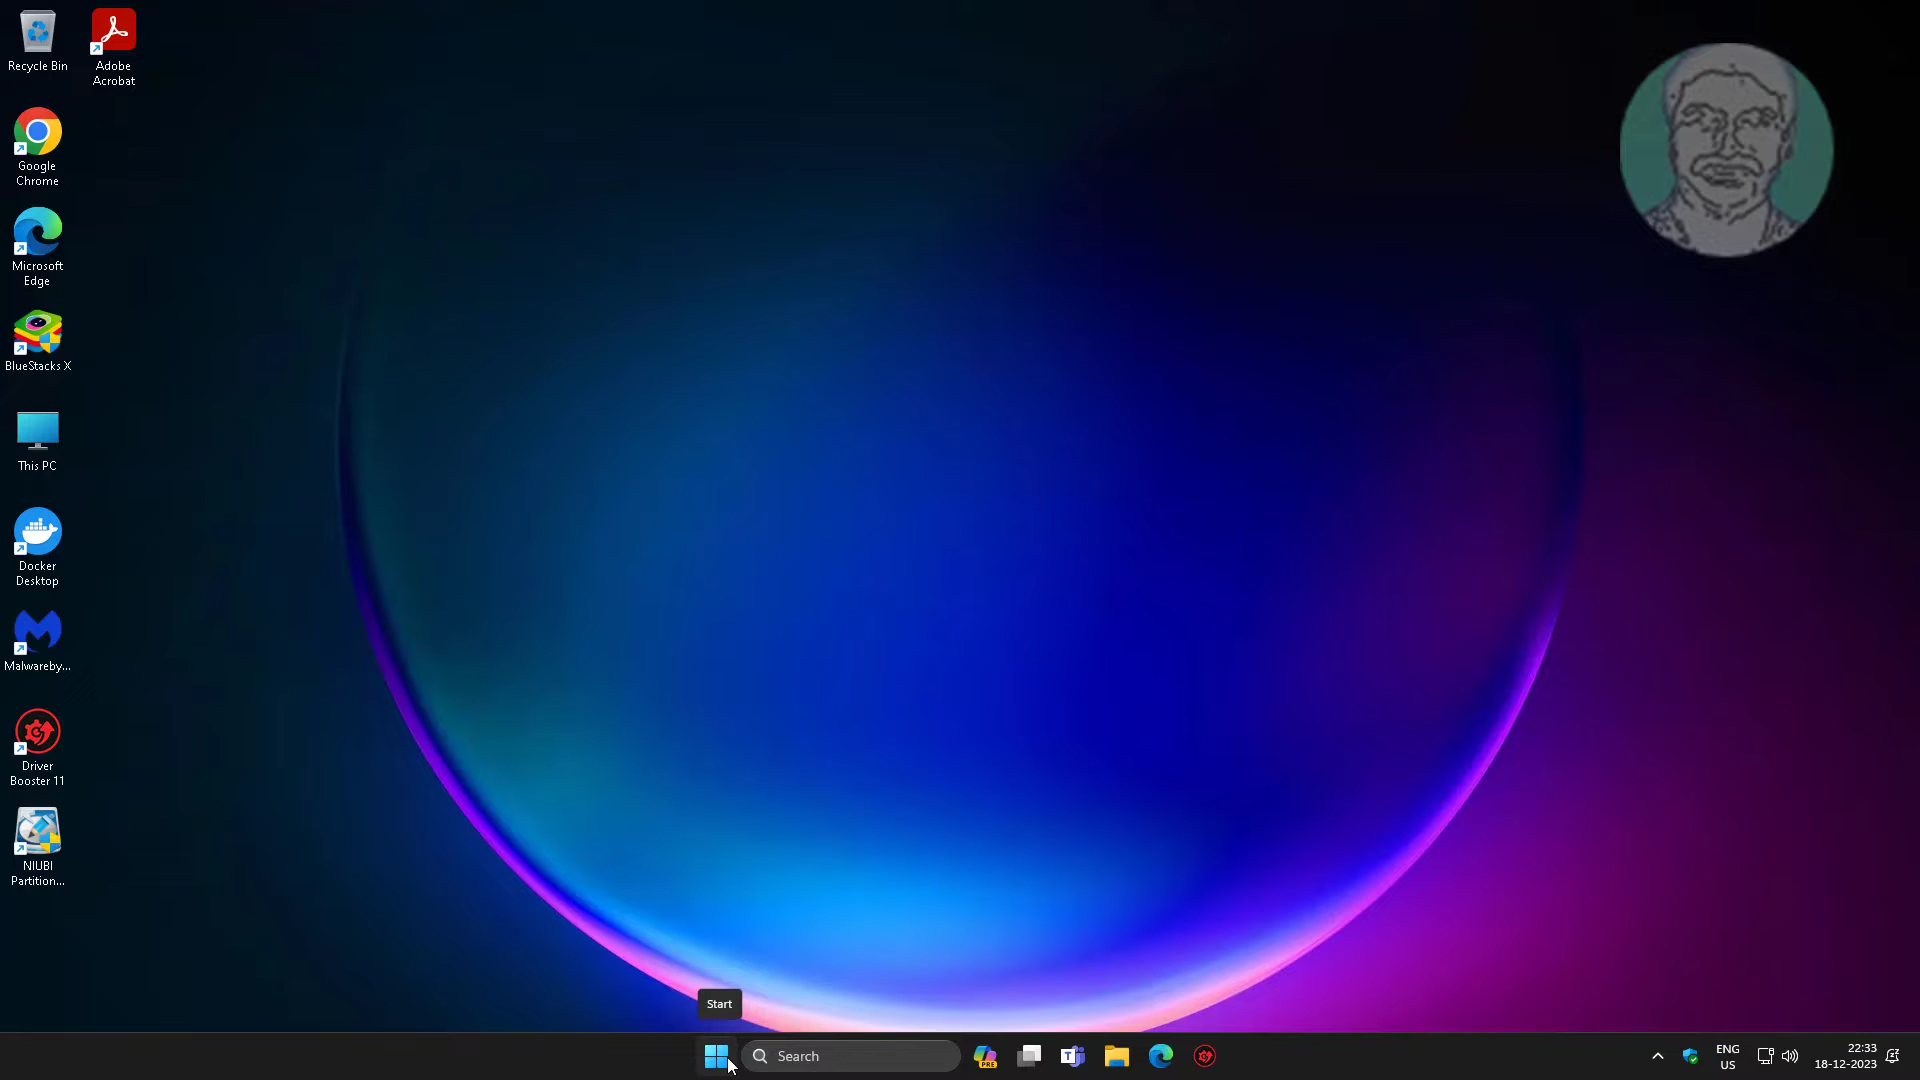 Recycle Bin
Adobe
Acrobat
Google
Chrome
Microsoft
Edge
BlueStacks X
This PC
Docker
Desktop
Malwareby...
Driver
Booster 11
NIUBI
Partition...
Start
Search
PRE
T
ENG
US
22:33
18-12-2023